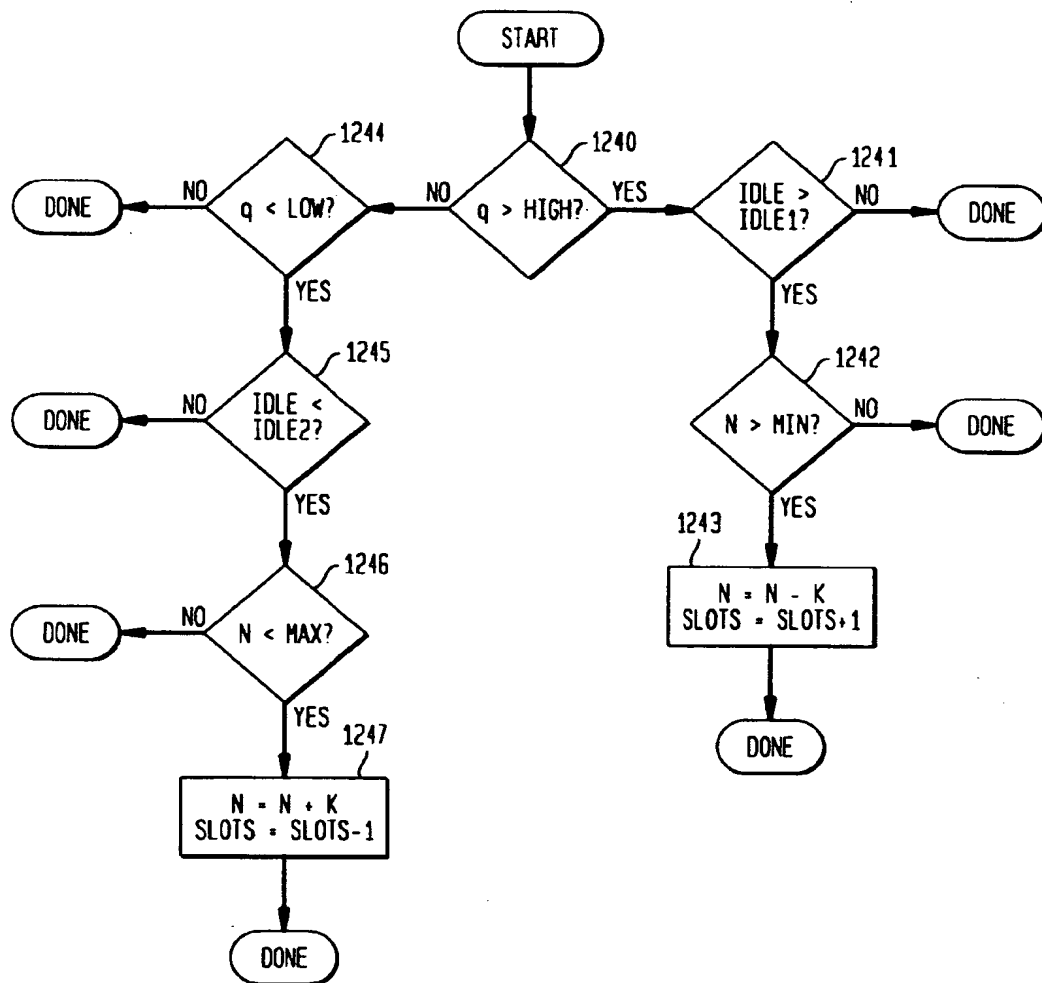 START
1244
1240
1241
DONE
NO
q < LOW?
NO
q > HIGH?
YES
IDLE >
IDLE1?
NO
DONE
YES
YES
1245
1242
DONE
NO
IDLE <
IDLE2?
N > MIN?
NO
DONE
YES
YES
1243
1246
N = N - K
SLOTS = SLOTS+1
DONE
NO
N < MAX?
YES
DONE
1247
N = N + K
SLOTS = SLOTS-1
DONE